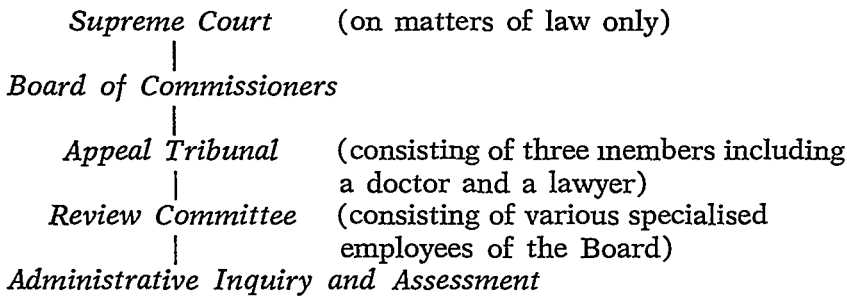 Supreme Court (on matters of law only)
Board of Commissioners
Appeal Tribunal (consisting of three members including
a doctor and a lawyer)
Review Committee (consisting of various specialised
employees of the Board)
Administrative Inquiry and Assessment